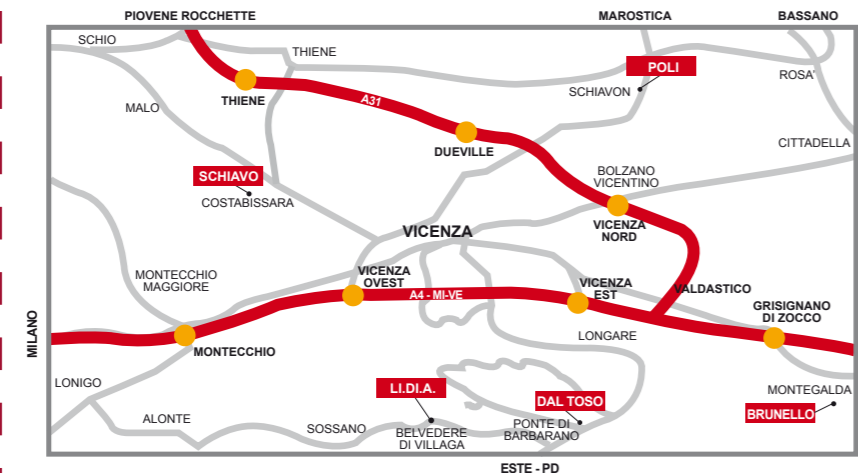 PIOVENE ROCCHETTE
MAROSTICA
BASSANO
SCHIO
THIENE
POLI
ROSA'
THIENE
A31
SCHIAVON
MALO
DUEVILLE
CITTADELLA
SCHIAVO
COSTABISSARA
BOLZANO
VICENTINO
VICENZA
VICENZA
NORD
MONTECCHIO
MAGGIORE
VICENZA
OVEST
A4 - MI-VE
VICENZA
EST
VALDASTICO
GRISIGNANO
DI ZOCCO
MILANO
MONTECCHIO
LONGARE
LONIGO
LI.DI.A.
DAL TOSO
MONTEGALDA
BRUNELLO
ALONTE
SOSSANO
BELVEDERE
DI VILLAGA
PONTE DI
BARBARANO
ESTE - PD